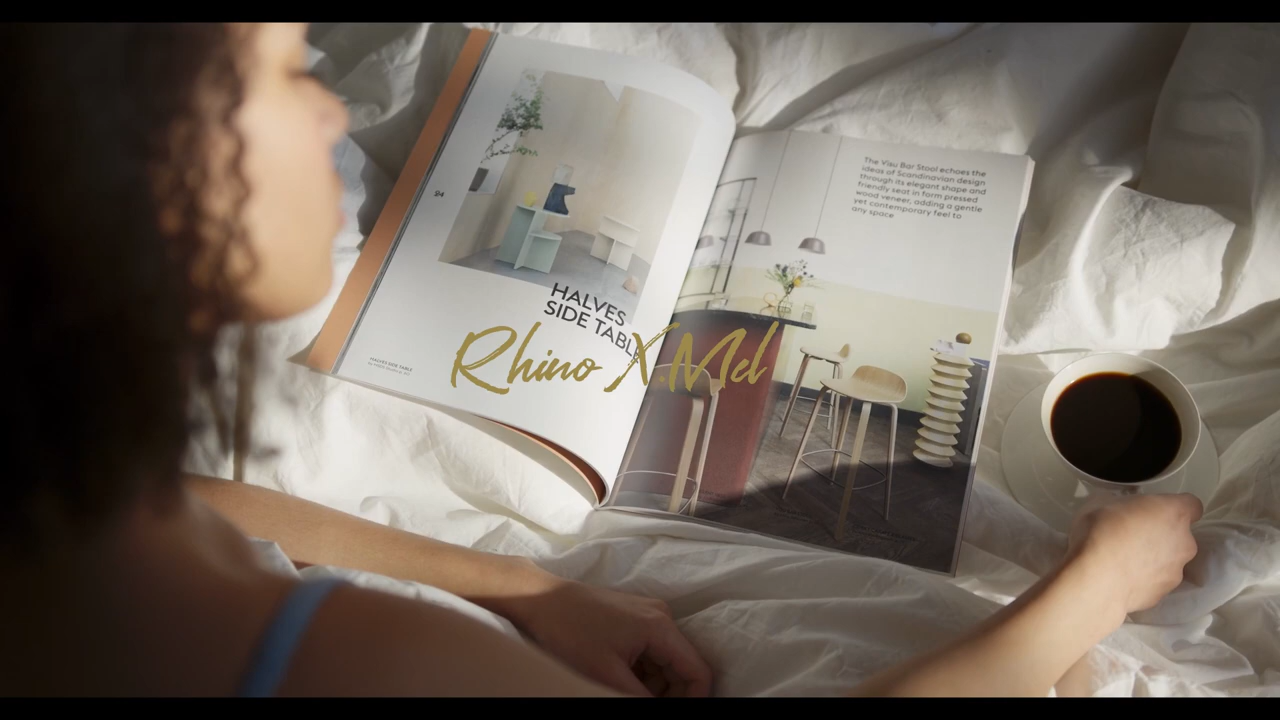 24
HALVES
SIDE TABL
HALVES SIDE TABLE
The Visu Bar Stool echoes the
ideas of Scandinavian design
through its elegant shape and
friendly seat in form pressed
wood veneer, adding a gentle
yet contemporary feel to
any space
Rhino X Mel